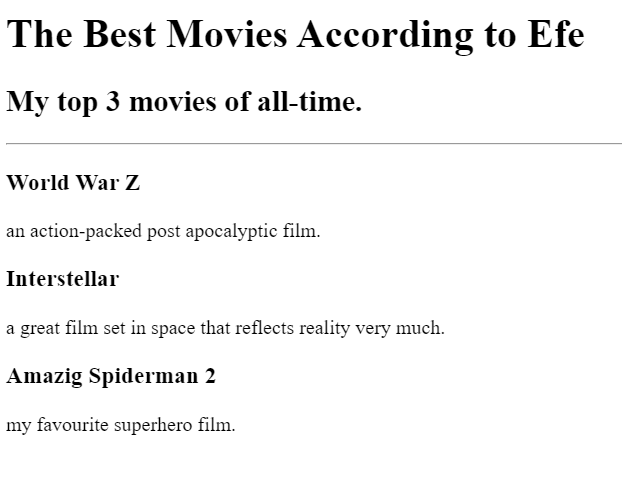 The Best Movies According to Efe
My top 3 movies of all-time.
World War Z
an action-packed post apocalyptic film.
Interstellar
a great film set in space that reflects reality very much.
Amazig Spiderman 2
my favourite superhero film.